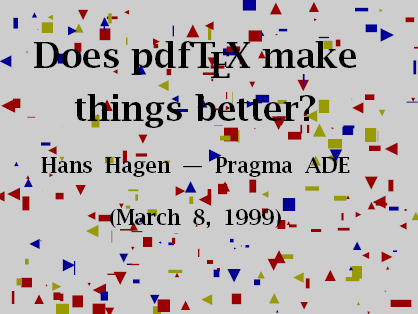 Does pdfTEX make
things better?
Hans Hagen — Pragma ADE
(March 8, 1999)